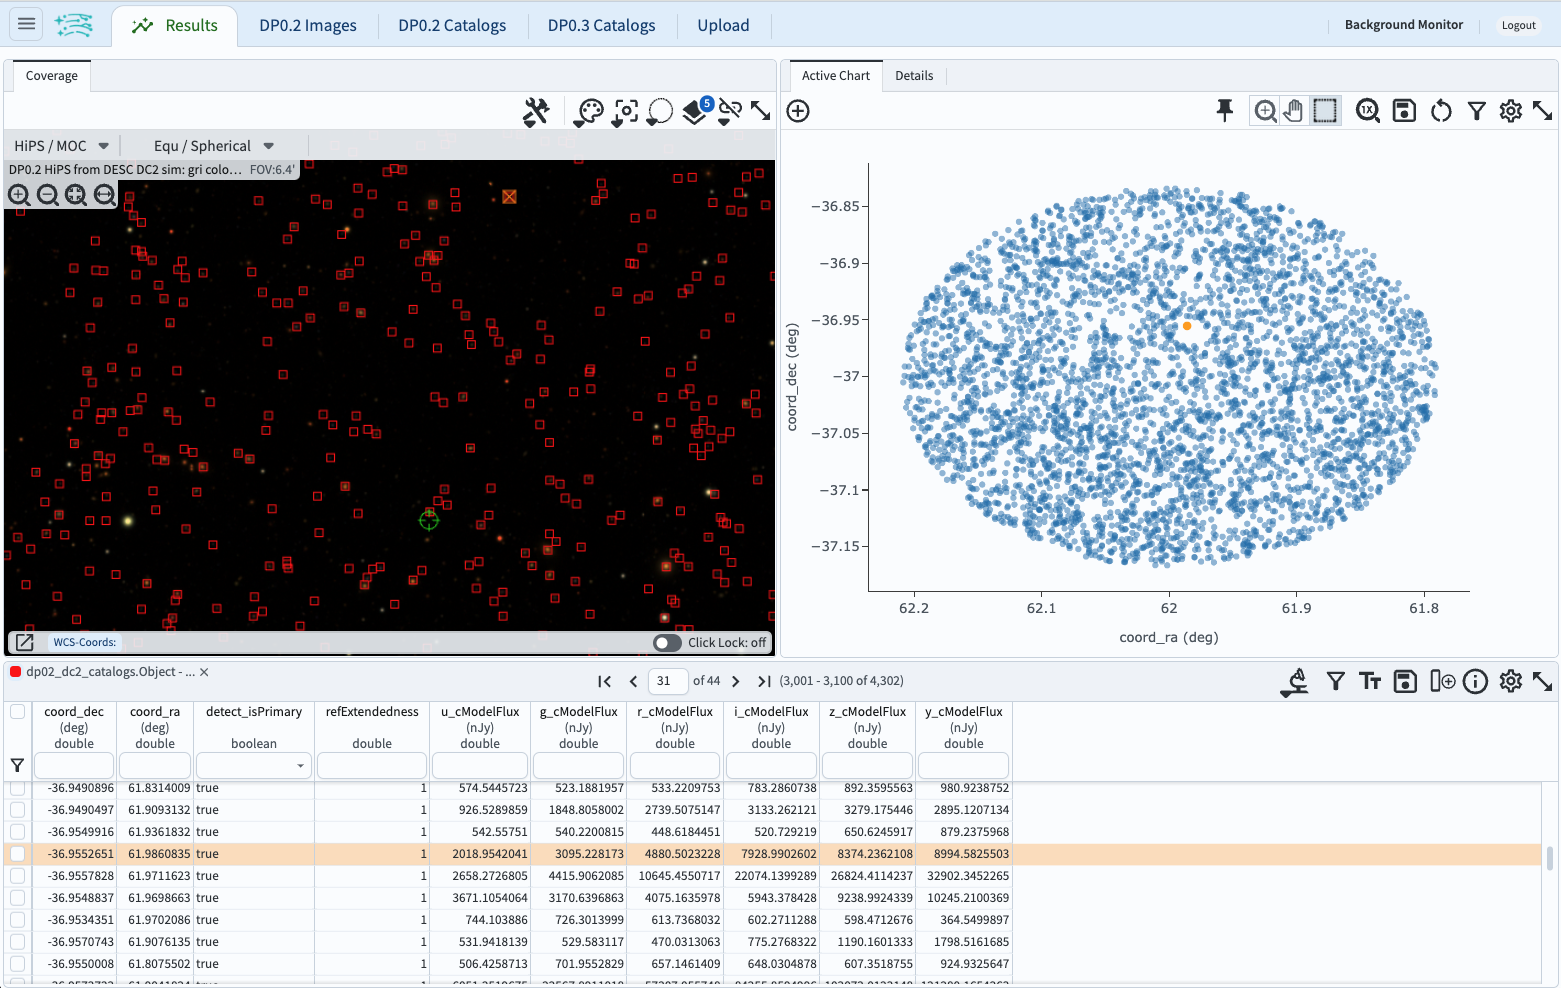 Results DP0.2 Images DP0.2 Catalogs DP0.3 Catalogs Upload Background Monitor Logout
Coverage
5
HiPS / MOC Equ / Spherical
DP0.2 HiPS from DESC DC2 sim: gri colo... FOV:6.4'
WCS-Coords: Click Lock: off
Active Chart Details
1X
−36.85
−36.9
−36.95
−37
−37.05
−37.1
−37.15
coord_dec (deg)
62.2 62.1 62 61.9 61.8
coord_ra (deg)
dp02_dc2_catalogs.Object - ... 31 of 44 (3,001 - 3,100 of 4,302)
coord_dec coord_ra detect_isPrimary refExtendedness u_cModelFlux g_cModelFlux r_cModelFlux i_cModelFlux z_cModelFlux y_cModelFlux
(deg) (deg) (nJy) (nJy) (nJy) (nJy) (nJy) (nJy)
double double boolean double double double double double double double
-36.9490896 61.8314009 true 1 574.5445723 523.1881957 533.2209753 783.2860738 892.3595563 980.9238752
-36.9490497 61.9093132 true 1 926.5289859 1848.8058002 2739.5075147 3133.262121 3279.175446 2895.1207134
-36.9549916 61.9361832 true 1 542.55751 540.2200815 448.6184451 520.729219 650.6245917 879.2375968
-36.9552651 61.9860835 true 1 2018.9542041 3095.228173 4880.5023228 7928.9902602 8374.2362108 8994.5825503
-36.9557828 61.9711623 true 1 2658.2726805 4415.9062085 10645.4550717 22074.1399289 26824.4114237 32902.3452265
-36.9548837 61.9698663 true 1 3671.1054064 3170.6396863 4075.1635978 5943.378428 9238.9924339 10245.2100369
-36.9534351 61.9702086 true 1 744.103886 726.3013999 613.7368032 602.2711288 598.4712676 364.5499897
-36.9570743 61.9076135 true 1 531.9418139 529.583117 470.0313063 775.2768322 1190.1601333 1798.5161685
-36.9550008 61.8075502 true 1 506.4258713 701.9552829 657.1461409 648.0304878 607.3518755 924.9325647